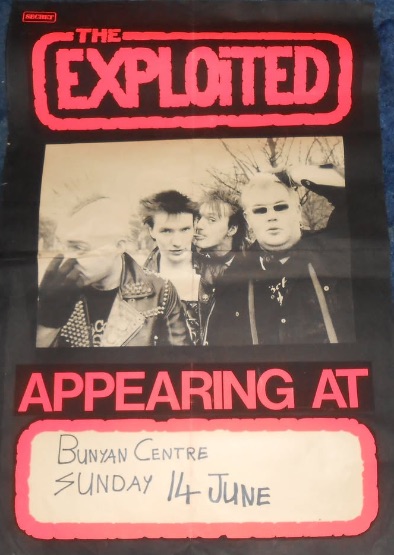 SECRET
THE
EXPLOITED
APPEARING AT
BUNYAN CENTRE
SUNDAY 14 JUNE